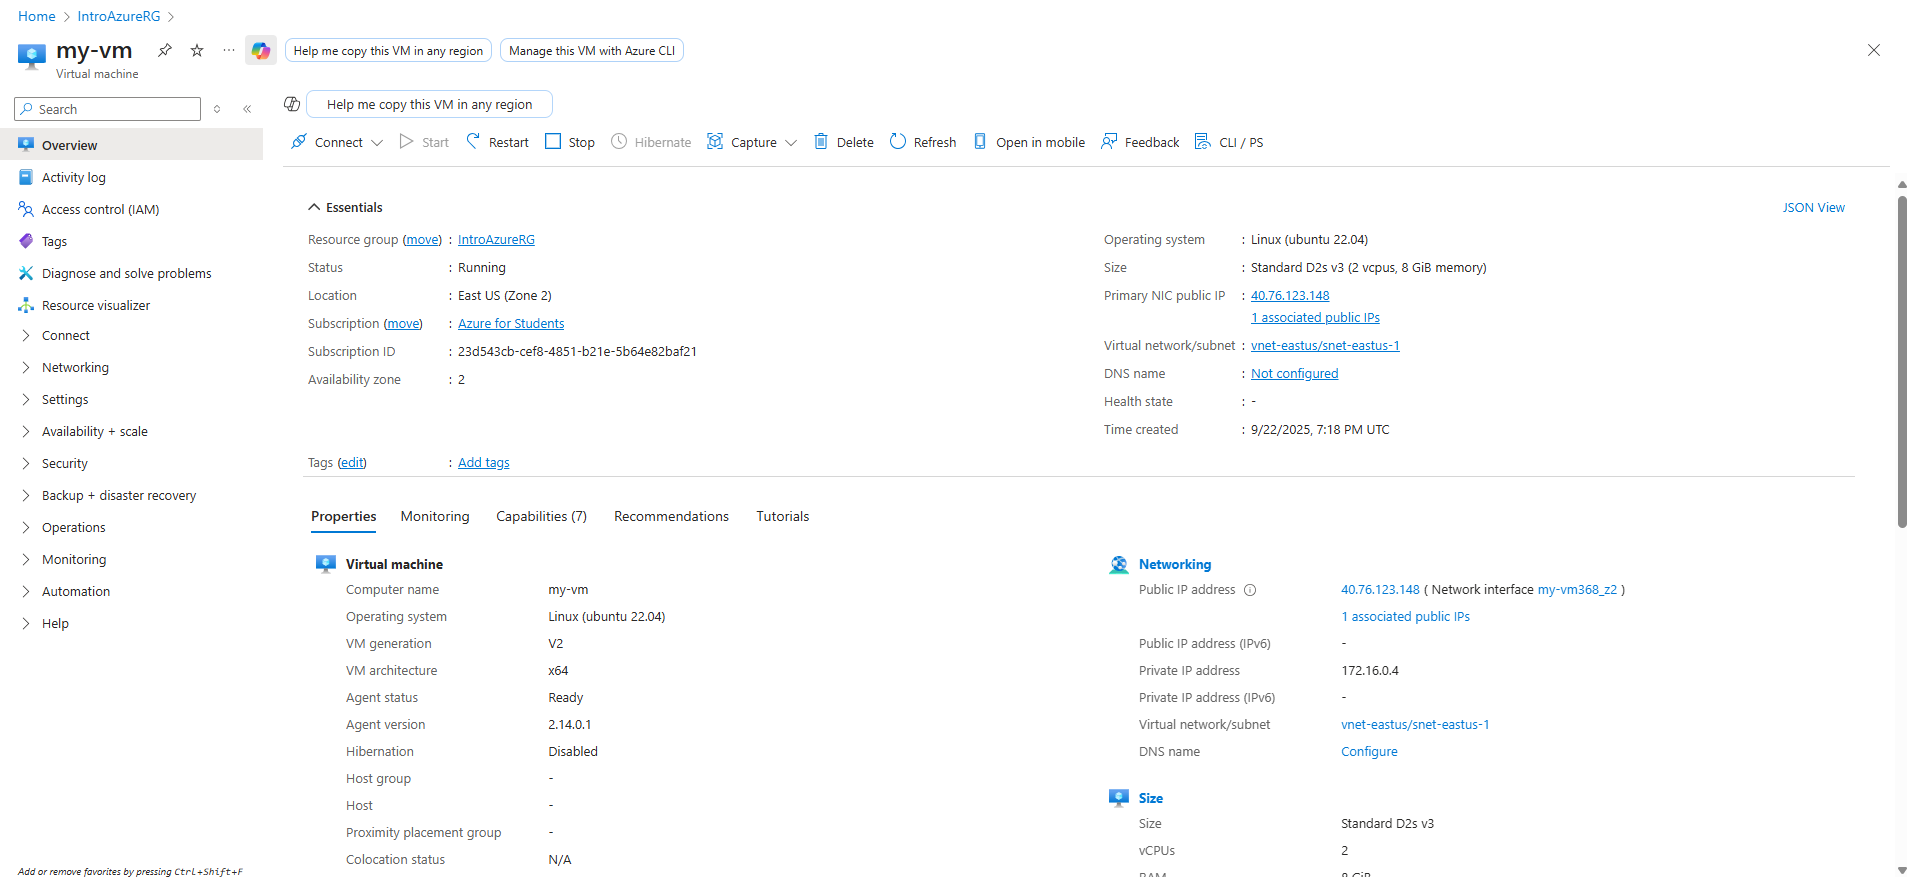 Home > IntroAzureRG >
my-vm
Virtual machine
Help me copy this VM in any region
Manage this VM with Azure CLI
Search
Overview
Activity log
Access control (IAM)
Tags
Diagnose and solve problems
Resource visualizer
Connect
Networking
Settings
Availability + scale
Security
Backup + disaster recovery
Operations
Monitoring
Automation
Help
Add or remove favorites by pressing Ctrl+Shift+F
Help me copy this VM in any region
Connect Start Restart Stop Hibernate Capture Delete Refresh Open in mobile Feedback CLI / PS
Essentials
JSON View
Resource group (move) : IntroAzureRG
Status : Running
Location : East US (Zone 2)
Subscription (move) : Azure for Students
Subscription ID : 23d543cb-cef8-4851-b21e-5b64e82baf21
Availability zone : 2
Operating system : Linux (ubuntu 22.04)
Size : Standard D2s v3 (2 vcpus, 8 GiB memory)
Primary NIC public IP : 40.76.123.148
1 associated public IPs
Virtual network/subnet : vnet-eastus/snet-eastus-1
DNS name : Not configured
Health state : -
Time created : 9/22/2025, 7:18 PM UTC
Tags (edit) : Add tags
Properties Monitoring Capabilities (7) Recommendations Tutorials
Virtual machine
Computer name my-vm
Operating system Linux (ubuntu 22.04)
VM generation V2
VM architecture x64
Agent status Ready
Agent version 2.14.0.1
Hibernation Disabled
Host group -
Host -
Proximity placement group -
Colocation status N/A
Networking
Public IP address 40.76.123.148 ( Network interface my-vm368_z2 )
1 associated public IPs
Public IP address (IPv6) -
Private IP address 172.16.0.4
Private IP address (IPv6) -
Virtual network/subnet vnet-eastus/snet-eastus-1
DNS name Configure
Size
Size Standard D2s v3
vCPUs 2
RAM 8 GiB